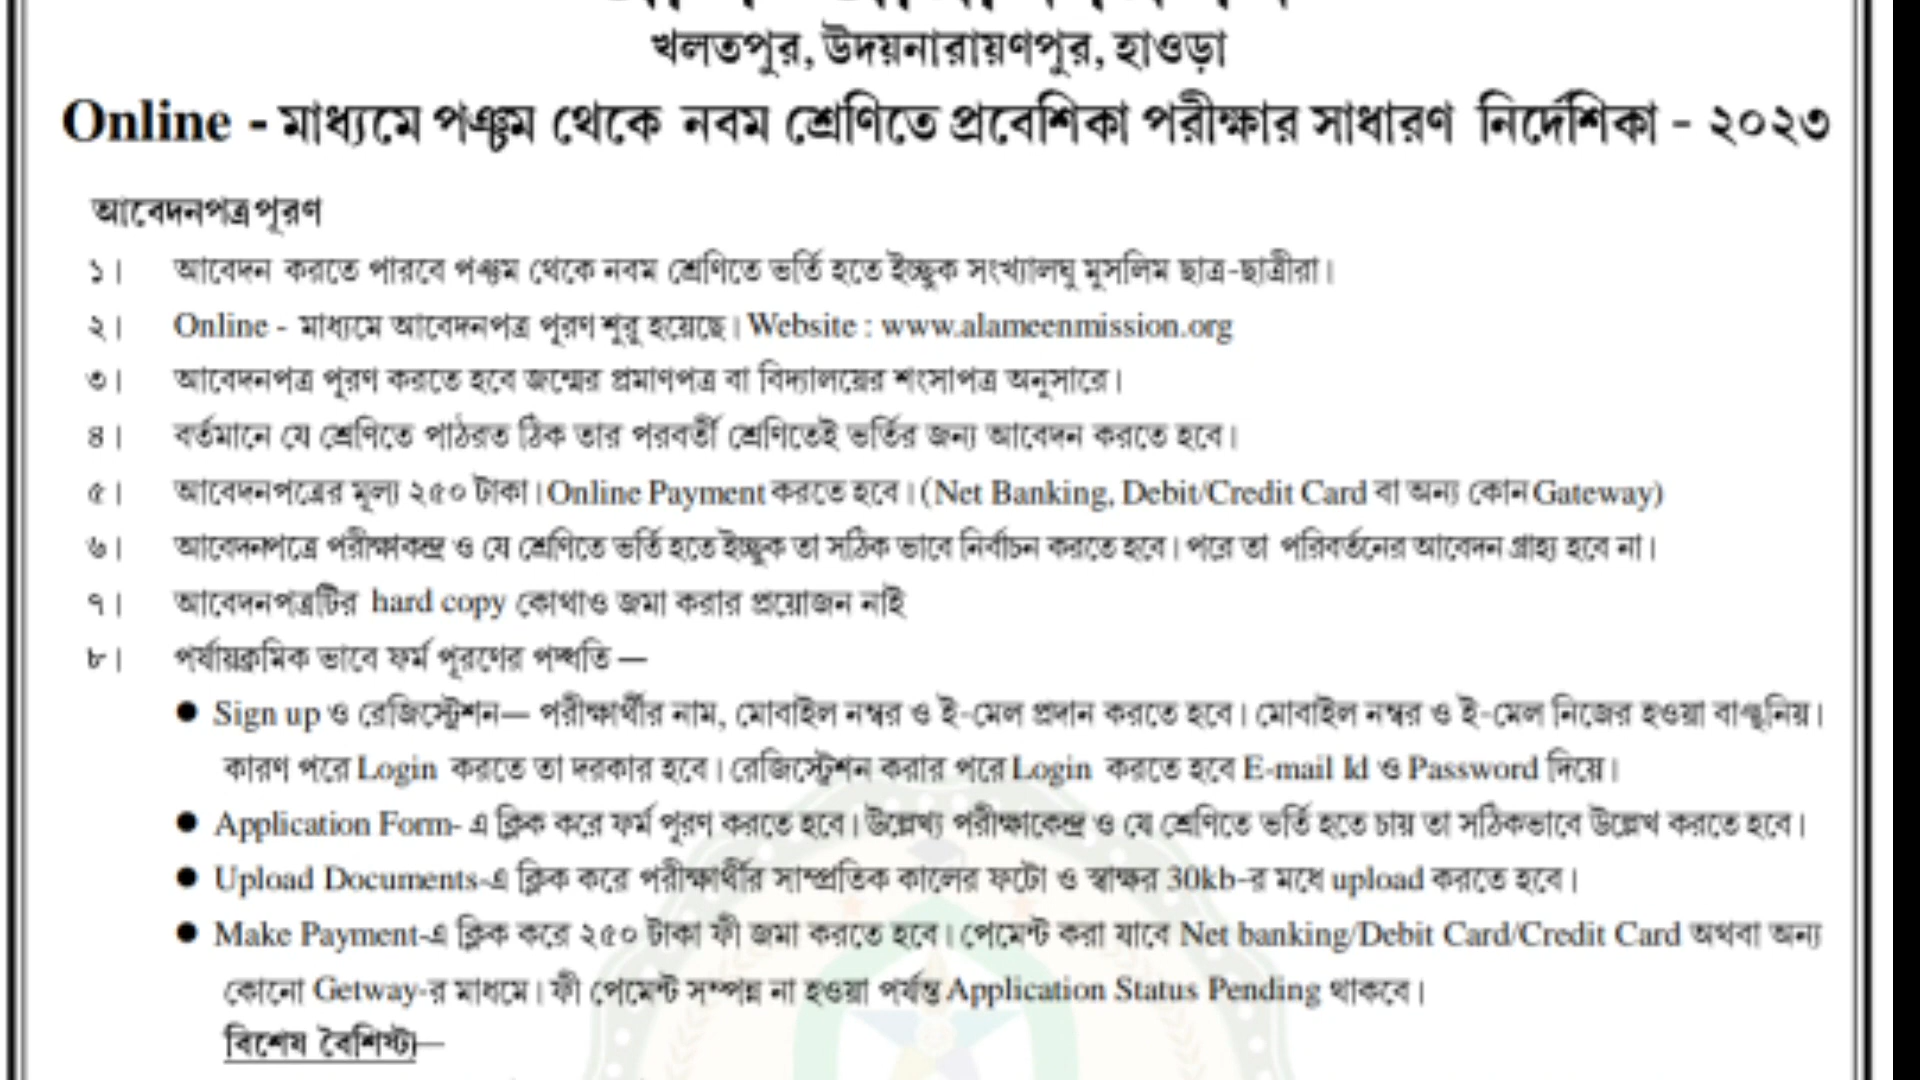 খলতপুর, উদয়নারায়ণপুর, হাওড়া
Online - মাধ্যমে পঞ্চম থেকে নবম শ্রেণিতে প্রবেশিকা পরীক্ষার সাধারণ নির্দেশিকা - ২০২৩
আবেদনপত্র পূরণ
১। আবেদন করতে পারবে পঞ্চম থেকে নবম শ্রেণিতে ভর্তি হতে ইচ্ছুক সংখ্যালঘু মুসলিম ছাত্র-ছাত্রীরা।
২। Online - মাধ্যমে আবেদনপত্র পূরণ শুরু হয়েছে। Website : www.alameenmission.org
৩। আবেদনপত্র পূরণ করতে হবে জন্মের প্রমাণপত্র বা বিদ্যালয়ের শংসাপত্র অনুসারে।
৪। বর্তমানে যে শ্রেণিতে পাঠরত ঠিক তার পরবর্তী শ্রেণিতেই ভর্তির জন্য আবেদন করতে হবে।
৫। আবেদনপত্রের মূল্য ২৫০ টাকা। Online Payment করতে হবে। (Net Banking, Debit/Credit Card বা অন্য কোন Gateway)
৬। আবেদনপত্রে পরীক্ষাকেন্দ্র ও যে শ্রেণিতে ভর্তি হতে ইচ্ছুক তা সঠিক ভাবে নির্বাচন করতে হবে। পরে তা পরিবর্তনের আবেদন গ্রাহ্য হবে না।
৭। আবেদনপত্রটির hard copy কোথাও জমা করার প্রয়োজন নাই
৮। পর্যায়ক্রমিক ভাবে ফর্ম পূরণের পদ্ধতি —
● Sign up ও রেজিস্ট্রেশন— পরীক্ষার্থীর নাম, মোবাইল নম্বর ও ই-মেল প্রদান করতে হবে। মোবাইল নম্বর ও ই-মেল নিজের হওয়া বাঞ্ছনিয়।
কারণ পরে Login করতে তা দরকার হবে। রেজিস্ট্রেশন করার পরে Login করতে হবে E-mail Id ও Password দিয়ে।
● Application Form- এ ক্লিক করে ফর্ম পূরণ করতে হবে। উল্লেখ্য পরীক্ষাকেন্দ্র ও যে শ্রেণিতে ভর্তি হতে চায় তা সঠিকভাবে উল্লেখ করতে হবে।
● Upload Documents-এ ক্লিক করে পরীক্ষার্থীর সাম্প্রতিক কালের ফটো ও স্বাক্ষর 30kb-র মধ্যে upload করতে হবে।
● Make Payment-এ ক্লিক করে ২৫০ টাকা ফী জমা করতে হবে। পেমেন্ট করা যাবে Net banking/Debit Card/Credit Card অথবা অন্য
কোনো Getway-র মাধ্যমে। ফী পেমেন্ট সম্পন্ন না হওয়া পর্যন্ত Application Status Pending থাকবে।
বিশেষ বৈশিষ্ট্য—